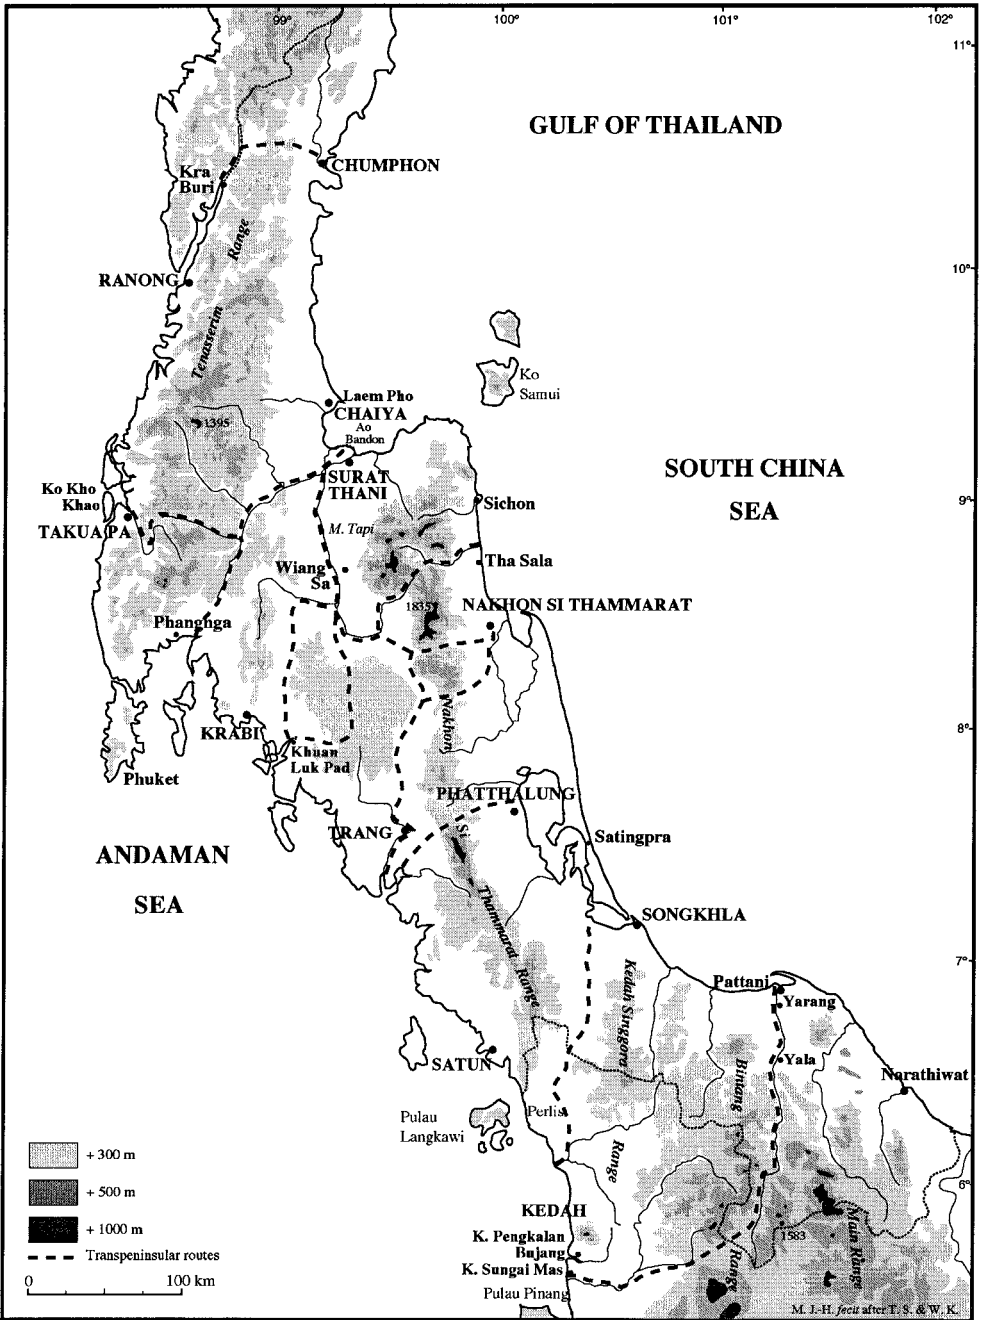 99° 100° 101° 102°
11°
GULF OF THAILAND
CHUMPHON
Kra
Buri
Range
10°
RANONG
Tenasserim
Ko
Samui
Laem Pho
CHAIYA
Ao
Bandon
1395
SOUTH CHINA
SEA
SURAT
THANI
Ko Kho
Khao
9°
Sichon
TAKUA PA
M. Tapi
Tha Sala
Wiang
Sa
1835
NAKHON SI THAMMARAT
Phangnga
8°
Nakhon
KRABI
Khuan
Luk Pad
Phuket
PHATTHALUNG
TRANG
Si
Satingpra
ANDAMAN
SEA
Thammarat Range
SONGKHLA
7°
Kedah Singgora
Pattani
Yarang
Yala
SATUN
Bintang
Narathiwat
Perlis
Pulau
Langkawi
Range
6°
+ 300 m
+ 500 m
+ 1000 m
Transpeninsular routes
0 100 km
KEDAH
K. Pengkalan
Bujang
K. Sungai Mas
Pulau Pinang
1583
Main Range
Range
M. J.-H. fecit after T. S. & W. K.